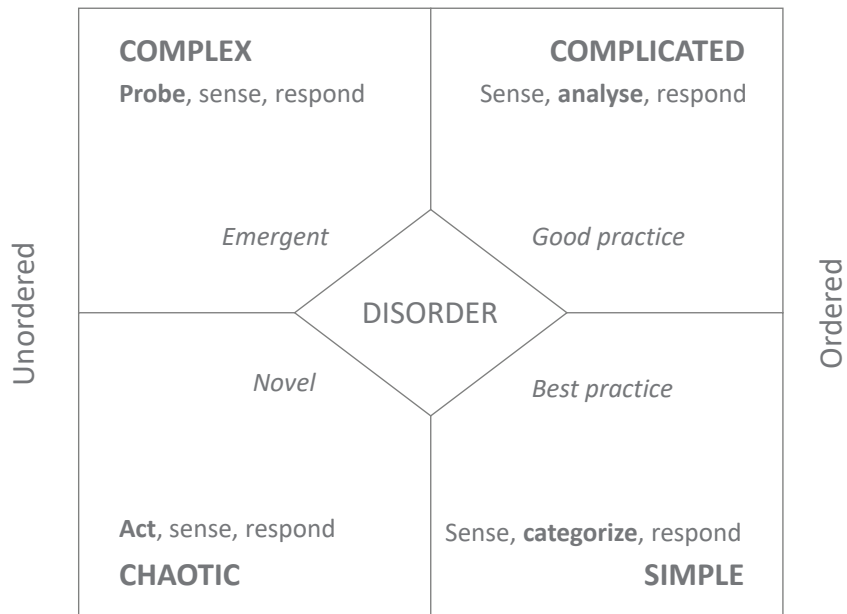 COMPLEX
Probe, sense, respond
COMPLICATED
Sense, analyse, respond
Emergent
Good practice
Unordered
DISORDER
Ordered
Novel
Best practice
Act, sense, respond
CHAOTIC
Sense, categorize, respond
SIMPLE